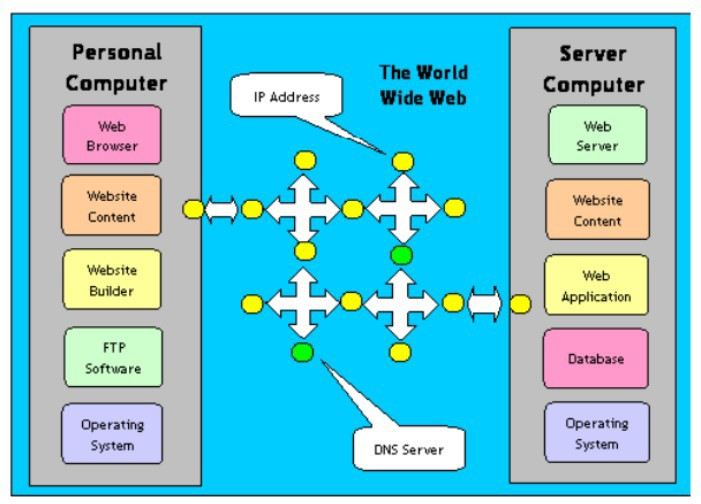 Personal
Computer
Web
Browser
Website
Content
Website
Builder
FTP
Software
Operating
System
IP Address
The World
Wide Web
DNS Server
Server
Computer
Web
Server
Website
Content
Web
Application
Database
Operating
System